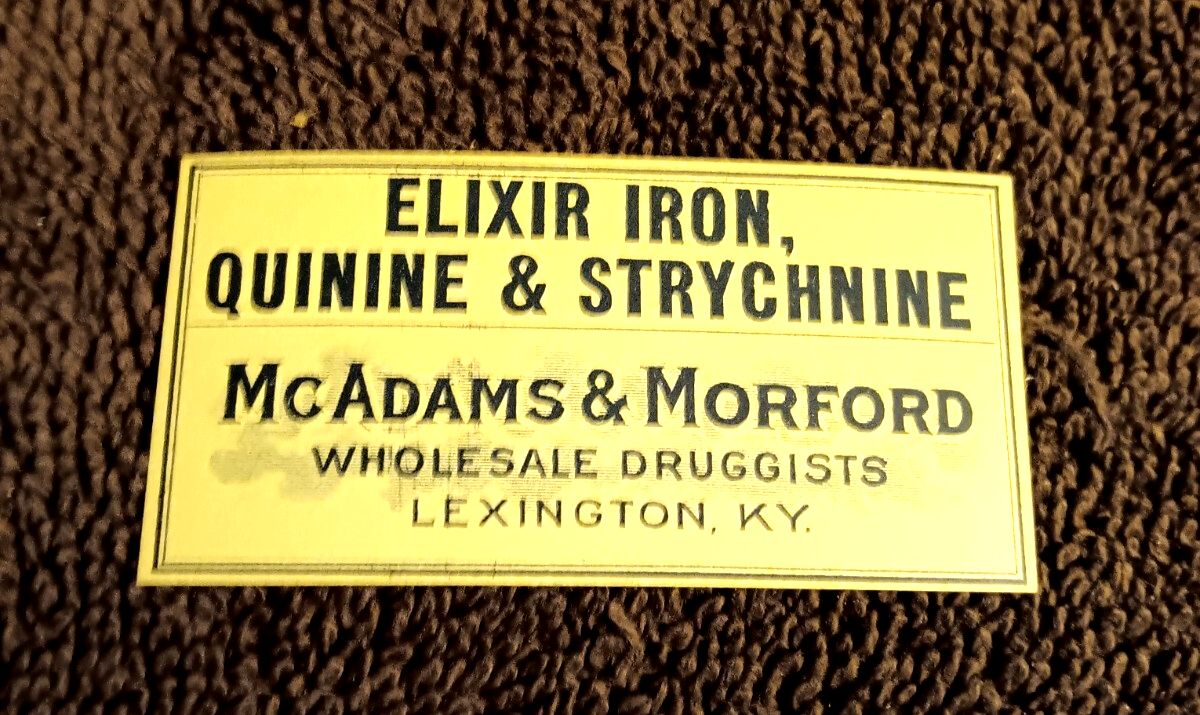 ELIXIR IRON,
QUININE & STRYCHNINE
McADAMS & MORFORD
WHOLESALE DRUGGISTS
LEXINGTON, KY.